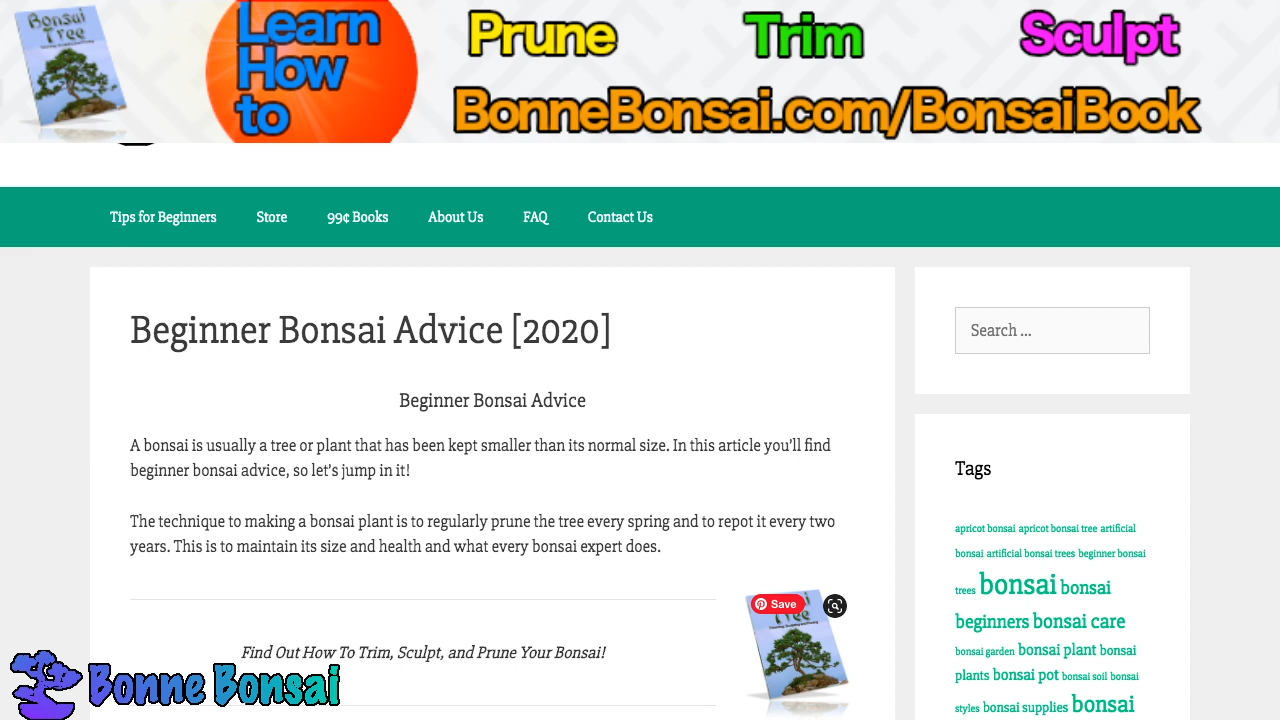 Bonsai
Tree
Learn
How
to
Prune
Trim
Sculpt
BonneBonsai.com/BonsaiBook
Tips for Beginners
Store
99¢ Books
About Us
FAQ
Contact Us
Beginner Bonsai Advice [2020]
Beginner Bonsai Advice
A bonsai is usually a tree or plant that has been kept smaller than its normal size. In this article you’ll find
beginner bonsai advice, so let’s jump in it!
The technique to making a bonsai plant is to regularly prune the tree every spring and to repot it every two
years. This is to maintain its size and health and what every bonsai expert does.
Find Out How To Trim, Sculpt, and Prune Your Bonsai!
Save
Tree
Bonne Bonsai
Search ...
Tags
apricot bonsai apricot bonsai tree artificial
bonsai artificial bonsai trees beginner bonsai
trees bonsai bonsai
beginners bonsai care
bonsai garden bonsai plant bonsai
plants bonsai pot bonsai soil bonsai
styles bonsai supplies bonsai